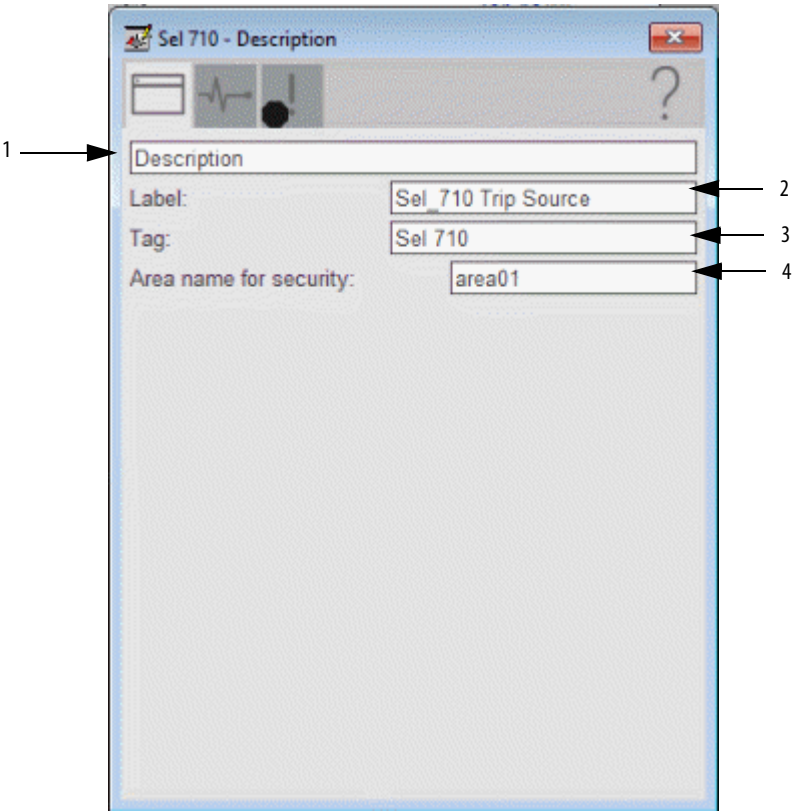 Sel 710 - Description
?
1
Description
Label: Sel_710 Trip Source 2
Tag: Sel 710 3
Area name for security: area01 4